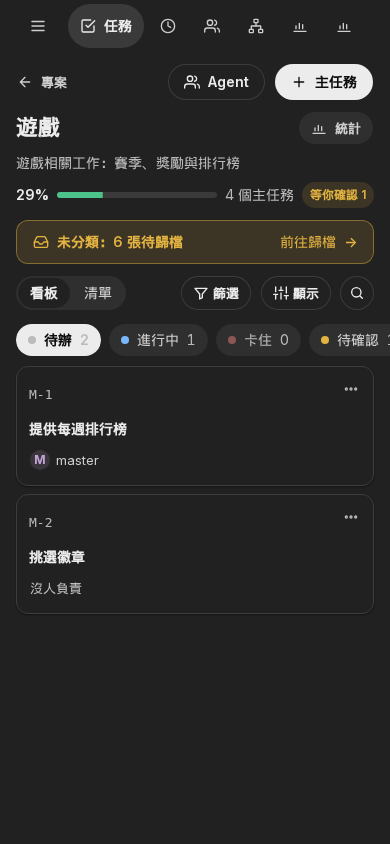 任務
專案
Agent
主任務
遊戲
統計
遊戲相關工作：賽季、獎勵與排行榜
29%
4 個主任務
等你確認 1
未分類：6 張待歸檔
前往歸檔
看板
清單
篩選
顯示
待辦 2
進行中 1
卡住 0
待確認
M-1
提供每週排行榜
M
master
M-2
挑選徽章
沒人負責